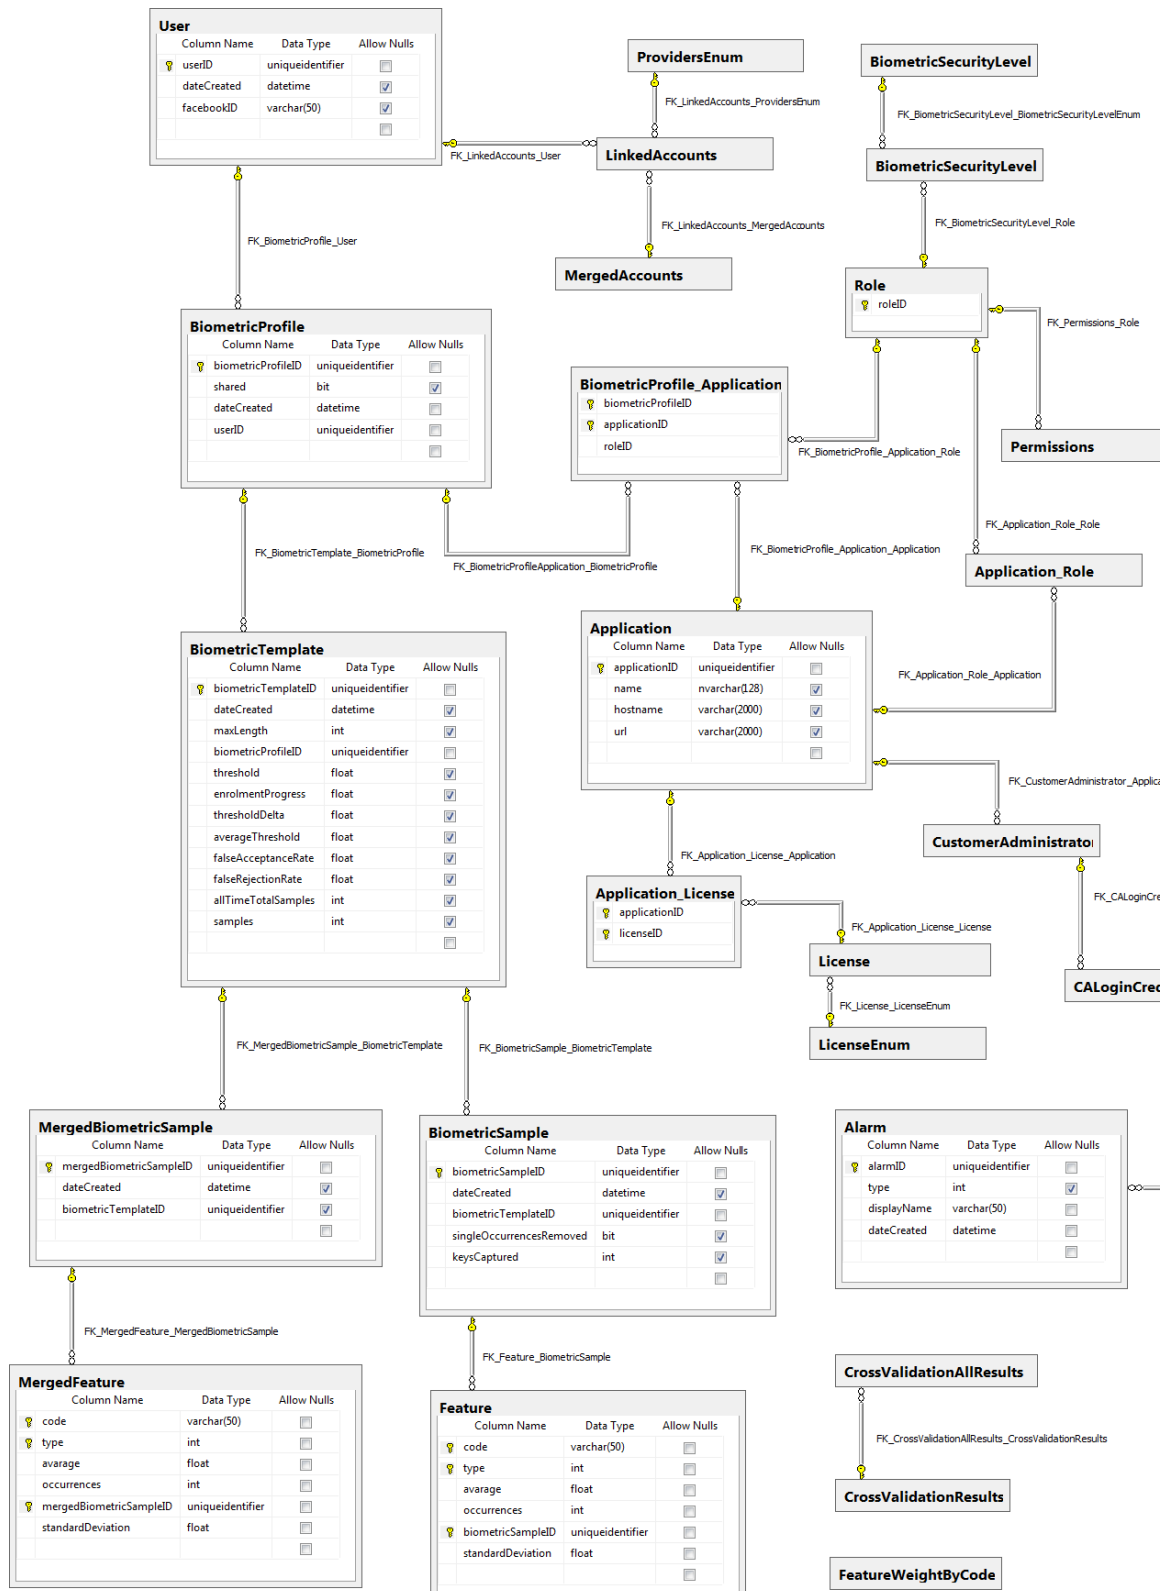 User
Column Name Data Type Allow Nulls
userID uniqueidentifier
dateCreated datetime
facebookID varchar(50)
ProvidersEnum
FK_LinkedAccounts_ProvidersEnum
LinkedAccounts
FK_LinkedAccounts_User
FK_LinkedAccounts_MergedAccounts
MergedAccounts
BiometricSecurityLevel
FK_BiometricSecurityLevel_BiometricSecurityLevelEnum
BiometricSecurityLevel
FK_BiometricSecurityLevel_Role
Role
roleID
FK_Permissions_Role
Permissions
FK_BiometricProfile_User
BiometricProfile
Column Name Data Type Allow Nulls
biometricProfileID uniqueidentifier
shared bit
dateCreated datetime
userID uniqueidentifier
BiometricProfile_Application
biometricProfileID
applicationID
roleID
FK_BiometricProfile_Application_Role
FK_Application_Role_Role
Application_Role
FK_BiometricTemplate_BiometricProfile
FK_BiometricProfileApplication_BiometricProfile
FK_BiometricProfile_Application_Application
FK_Application_Role_Application
BiometricTemplate
Column Name Data Type Allow Nulls
biometricTemplateID uniqueidentifier
dateCreated datetime
maxLength int
biometricProfileID uniqueidentifier
threshold float
enrolmentProgress float
thresholdDelta float
averageThreshold float
falseAcceptanceRate float
falseRejectionRate float
allTimeTotalSamples int
samples int
Application
Column Name Data Type Allow Nulls
applicationID uniqueidentifier
name nvarchar(128)
hostname varchar(2000)
url varchar(2000)
FK_CustomerAdministrator_Applica
CustomerAdministrator
FK_CALoginCre
CALoginCred
FK_Application_License_Application
Application_License
applicationID
licenseID
FK_Application_License_License
License
FK_License_LicenseEnum
LicenseEnum
FK_MergedBiometricSample_BiometricTemplate
FK_BiometricSample_BiometricTemplate
MergedBiometricSample
Column Name Data Type Allow Nulls
mergedBiometricSampleID uniqueidentifier
dateCreated datetime
biometricTemplateID uniqueidentifier
BiometricSample
Column Name Data Type Allow Nulls
biometricSampleID uniqueidentifier
dateCreated datetime
biometricTemplateID uniqueidentifier
singleOccurrencesRemoved bit
keysCaptured int
Alarm
Column Name Data Type Allow Nulls
alarmID uniqueidentifier
type int
displayName varchar(50)
dateCreated datetime
FK_MergedFeature_MergedBiometricSample
FK_Feature_BiometricSample
MergedFeature
Column Name Data Type Allow Nulls
code varchar(50)
type int
avarage float
occurrences int
mergedBiometricSampleID uniqueidentifier
standardDeviation float
Feature
Column Name Data Type Allow Nulls
code varchar(50)
type int
avarage float
occurrences int
biometricSampleID uniqueidentifier
standardDeviation float
CrossValidationAllResults
FK_CrossValidationAllResults_CrossValidationResults
CrossValidationResults
FeatureWeightByCode